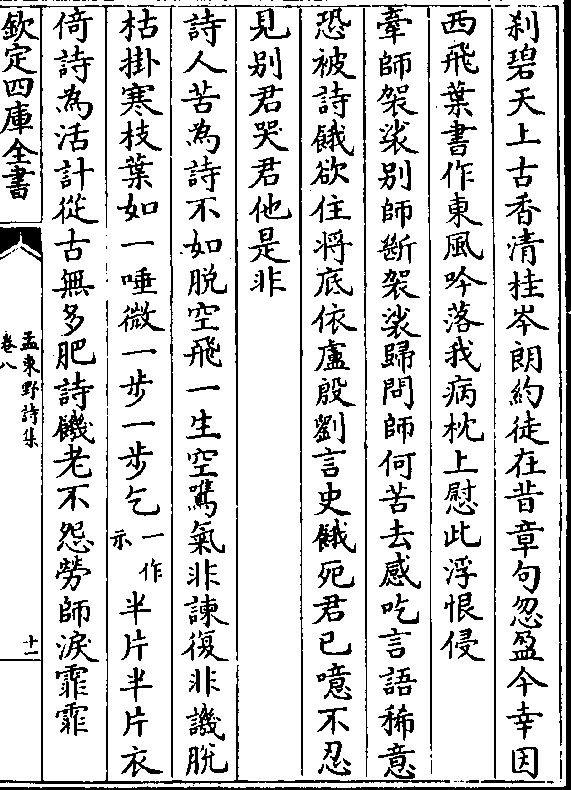 刹碧天上古香清桂岑朗約徒在昔章句忽盈今幸因
西飛葉書作東風吟落我病枕上慰此浮恨侵
牽師袈裟别師斷袈裟歸問師何苦去感吃言語稀意
恐被詩餓欲住將底依盧殷劉言史餓死君已噫不忍
見别君哭君他是非
詩人苦為詩不如脱空飛一生空鷕氣非諫復非譏脱
枯掛寒枝葉如一唾微一步一步乞一作示半片半片衣
倚詩為活計從古無多肥詩饑老不怨勞師淚霏霏
欽定四庫全書
孟東野詩集
卷八
十一